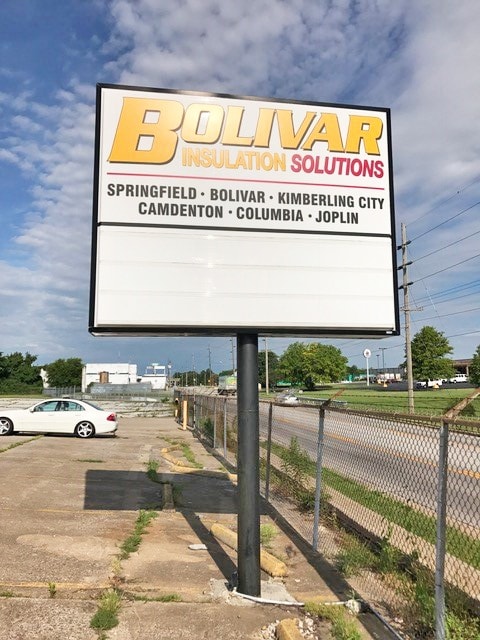 BOLIVAR
INSULATION SOLUTIONS
SPRINGFIELD · BOLIVAR · KIMBERLING CITY
CAMDENTON · COLUMBIA · JOPLIN